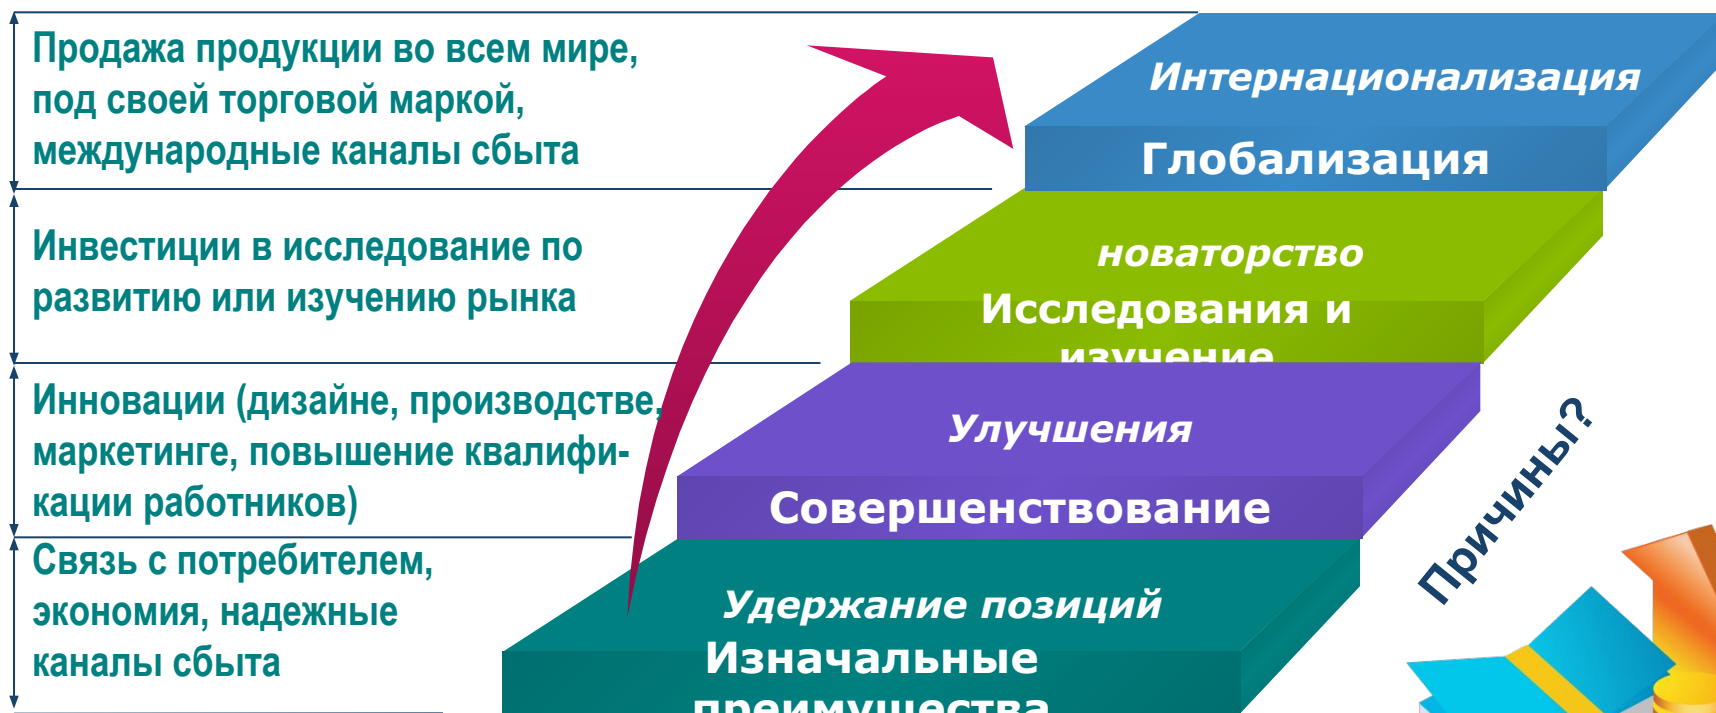 Продажа продукции во всем мире,
под своей торговой маркой,
международные каналы сбыта
Интернационализация
Глобализация
Инвестиции в исследование по
развитию или изучению рынка
новаторство
Исследования и
изучение
Инновации (дизайне, производстве,
маркетинге, повышение квалифи-
кации работников)
Улучшения
Совершенствование
Связь с потребителем,
экономия, надежные
каналы сбыта
Удержание позиций
Изначальные
преимущества
Причины?